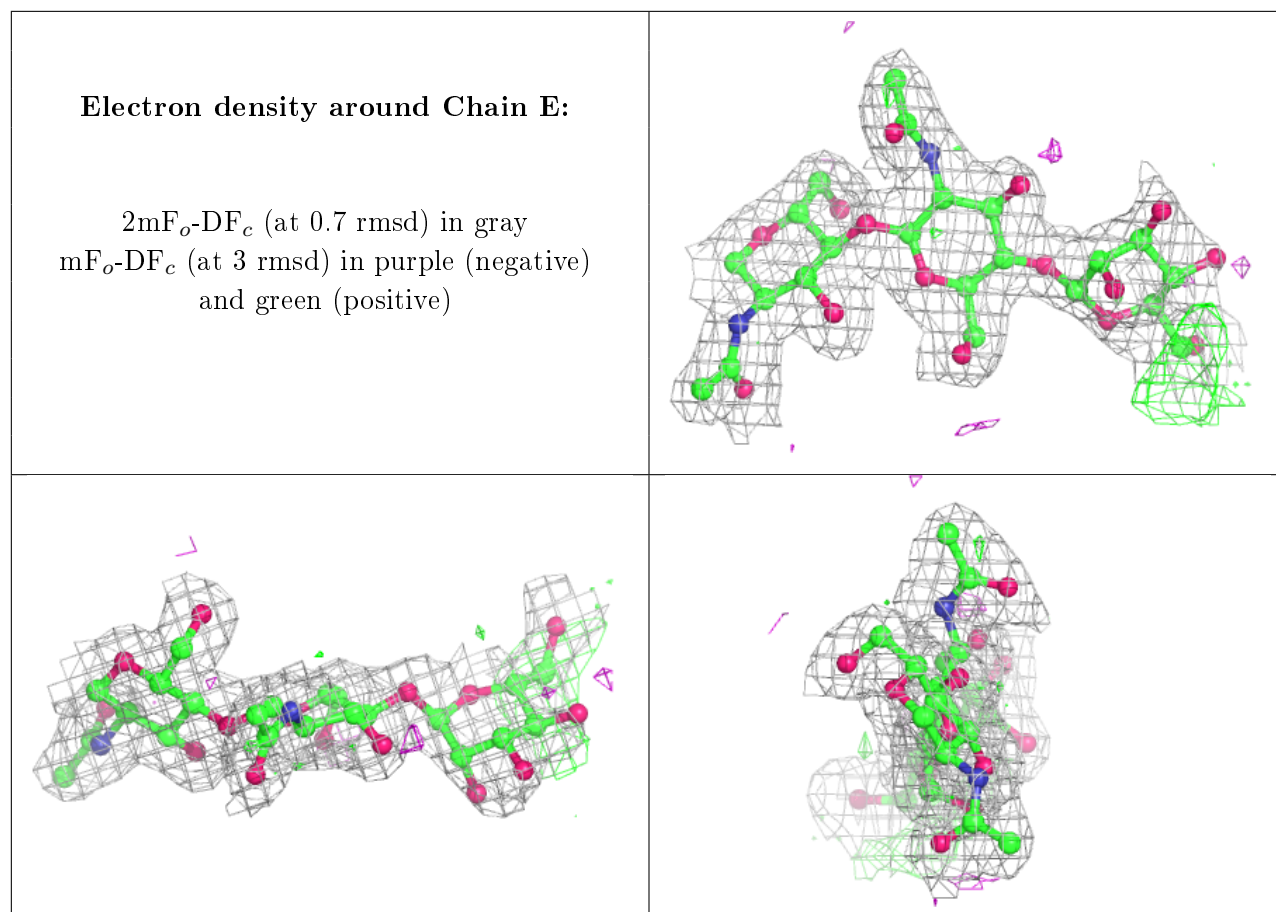 Electron density around Chain E:
2mFo-DFc (at 0.7 rmsd) in gray
mFo-DFc (at 3 rmsd) in purple (negative)
and green (positive)